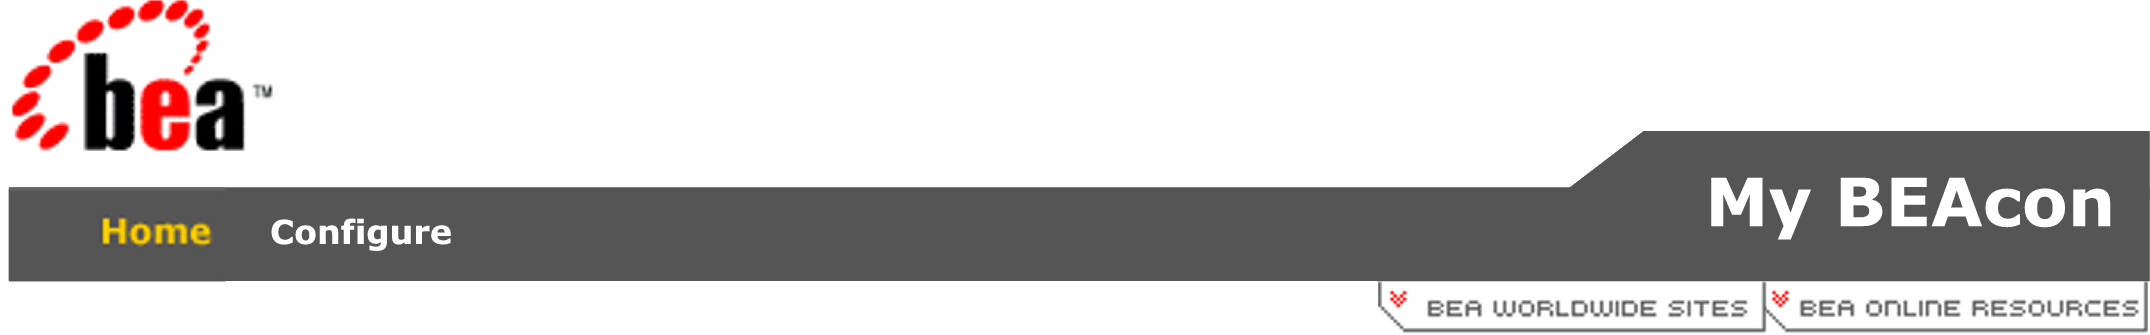 bea™
My BEAcon
Home Configure
BEA WORLDWIDE SITES BEA ONLINE RESOURCES